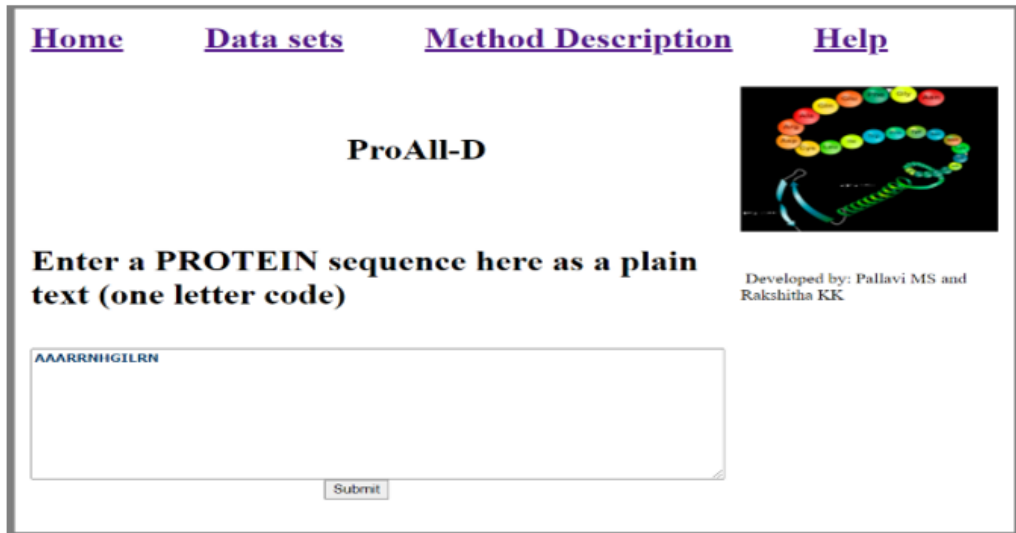 Home Data sets Method Description Help
ProAll-D
Enter a PROTEIN sequence here as a plain
text (one letter code)
Developed by: Pallavi MS and
Rakshitha KK
AAARRNHGILRN
Submit